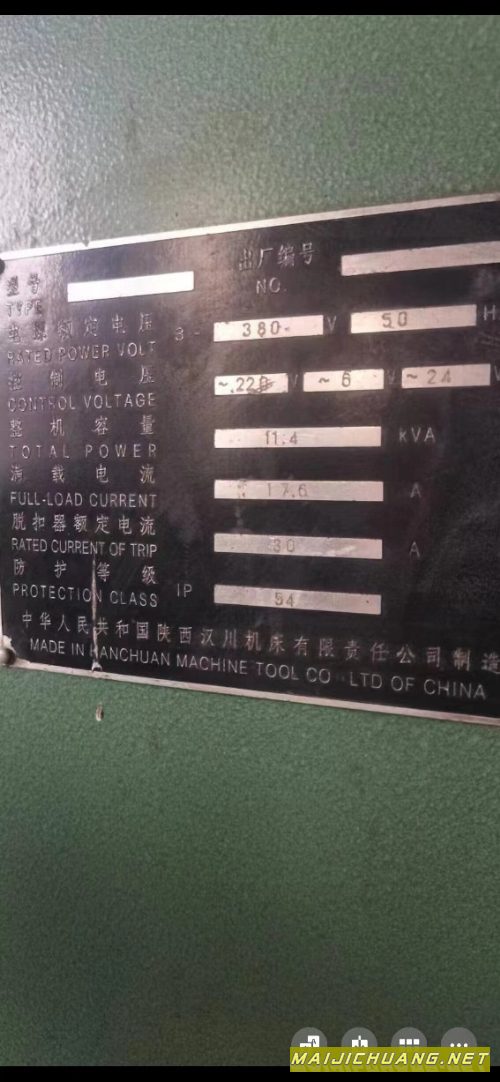 型号 出厂编号
TYPE NO.
电源额定电压 3~ 380 V 50 H
RATED POWER VOLT
控制电压 ~220 V ~6 V ~24 V
CONTROL VOLTAGE
整机容量 11.4 kVA
TOTAL POWER
满载电流 17.6 A
FULL-LOAD CURRENT
脱扣器额定电流 30 A
RATED CURRENT OF TRIP
防护等级 IP 54
PROTECTION CLASS
中华人民共和国陕西汉川机床有限责任公司制造
MADE IN HANCHUAN MACHINE TOOL CO LTD OF CHINA
MAIJICHUANG.NET